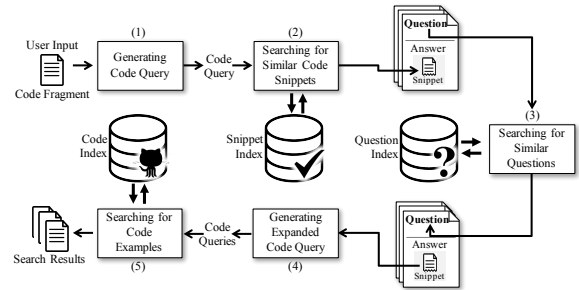 (1)
(2)
Question
User Input
Generating
Code Query
Code
Query
Searching for
Similar Code
Snippets
Answer
Snippet
Code Fragment
(3)
Code
Index
Snippet
Index
Question
Index
?
Searching for
Similar
Questions
Searching for
Code
Examples
Code
Queries
Generating
Expanded
Code Query
Question
Answer
Snippet
Search Results
(5)
(4)